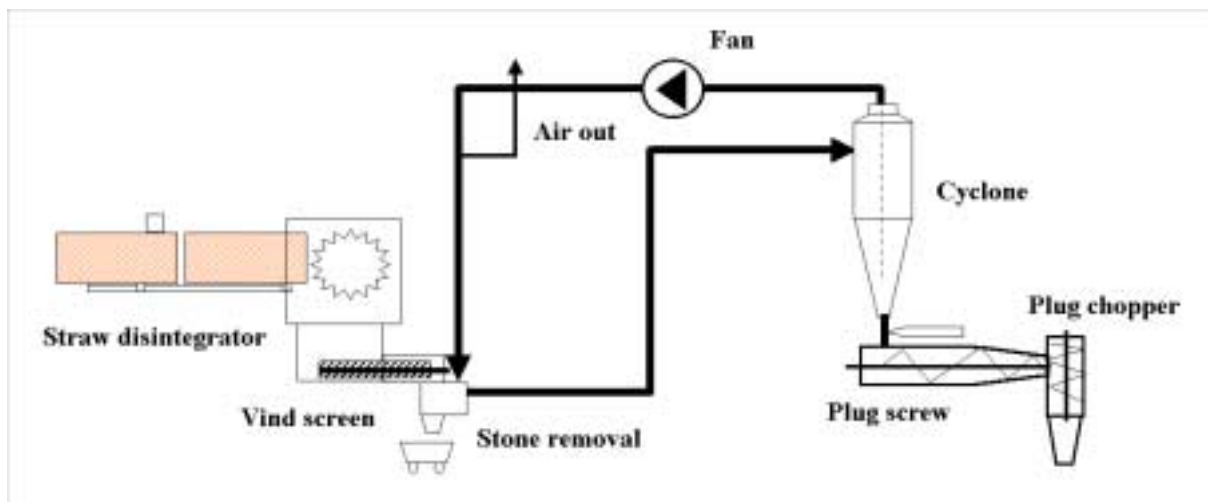 Fan
Air out
Cyclone
Plug chopper
Straw disintegrator
Vind screen
Plug screw
Stone removal